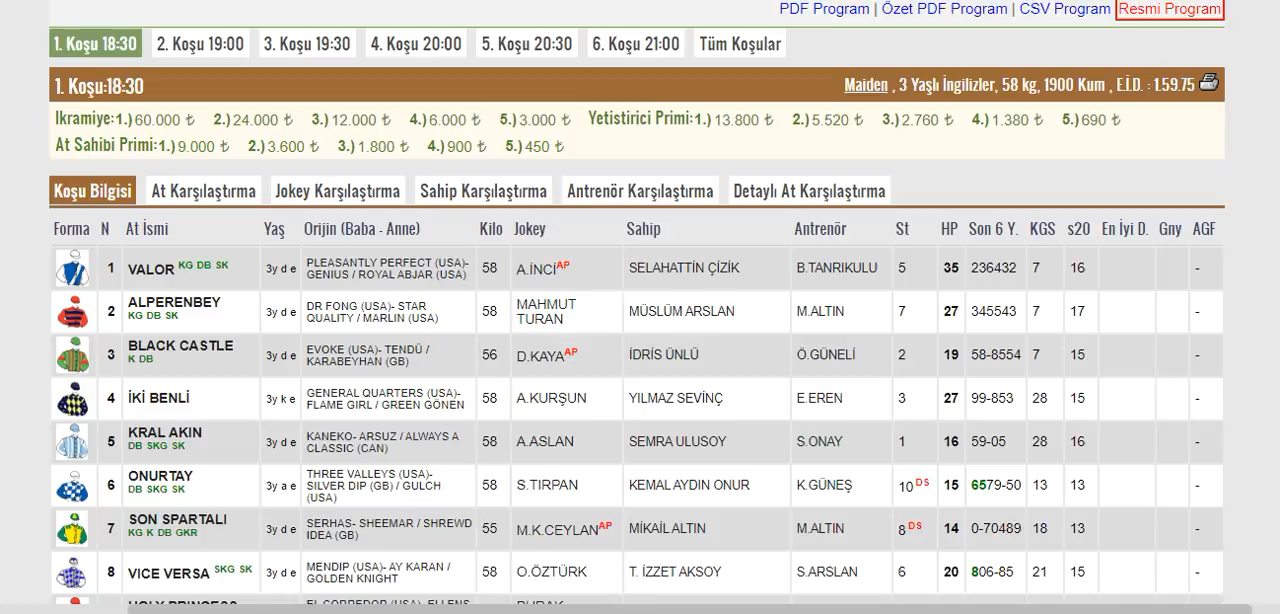 PDF Program | Özet PDF Program | CSV Program Resmi Program
1. Koşu 18:30 2. Koşu 19:00 3. Koşu 19:30 4. Koşu 20:00 5. Koşu 20:30 6. Koşu 21:00 Tüm Koşular
1. Koşu:18:30 Maiden , 3 Yaşlı İngilizler, 58 kg, 1900 Kum , E.İ.D. : 1.59.75
Ikramiye:1.)60.000 ₺ 2.)24.000 ₺ 3.)12.000 ₺ 4.)6.000 ₺ 5.)3.000 ₺ Yetistirici Primi:1.)13.800 ₺ 2.)5.520 ₺ 3.)2.760 ₺ 4.)1.380 ₺ 5.)690 ₺
At Sahibi Primi:1.)9.000 ₺ 2.)3.600 ₺ 3.)1.800 ₺ 4.)900 ₺ 5.)450 ₺
Koşu Bilgisi At Karşılaştırma Jokey Karşılaştırma Sahip Karşılaştırma Antrenör Karşılaştırma Detaylı At Karşılaştırma
Forma N At İsmi Yaş Orijin (Baba - Anne) Kilo Jokey Sahip Antrenör St HP Son 6 Y. KGS s20 En İyi D. Gny AGF
1 VALOR KG DB SK 3y d e PLEASANTLY PERFECT (USA)- GENIUS / ROYAL ABJAR (USA) 58 A.İNCİAP SELAHATTİN ÇİZİK B.TANRIKULU 5 35 236432 7 16 -
2 ALPERENBEY KG DB SK 3y d e DR FONG (USA)- STAR QUALITY / MARLIN (USA) 58 MAHMUT TURAN MÜSLÜM ARSLAN M.ALTIN 7 27 345543 7 17 -
3 BLACK CASTLE K DB 3y d e EVOKE (USA)- TENDÜ / KARABEYHAN (GB) 56 D.KAYAAP İDRİS ÜNLÜ Ö.GÜNELİ 2 19 58-8554 7 15 -
4 İKİ BENLİ 3y k e GENERAL QUARTERS (USA)- FLAME GIRL / GREEN GÖNEN 58 A.KURŞUN YILMAZ SEVİNÇ E.EREN 3 27 99-853 28 15 -
5 KRAL AKIN DB SKG SK 3y d e KANEKO- ARSUZ / ALWAYS A CLASSIC (CAN) 58 A.ASLAN SEMRA ULUSOY S.ONAY 1 16 59-05 28 16 -
6 ONURTAY DB SKG SK 3y a e THREE VALLEYS (USA)- SILVER DIP (GB) / GULCH (USA) 58 S.TIRPAN KEMAL AYDIN ONUR K.GÜNEŞ 10 DS 15 6579-50 13 13 -
7 SON SPARTALI KG K DB GKR 3y d e SERHAS- SHEEMAR / SHREWD IDEA (GB) 55 M.K.CEYLANAP MİKAİL ALTIN M.ALTIN 8 DS 14 0-70489 18 13 -
8 VICE VERSA SKG SK 3y d e MENDIP (USA)- AY KARAN / GOLDEN KNIGHT 58 O.ÖZTÜRK T. İZZET AKSOY S.ARSLAN 6 20 806-85 21 15 -